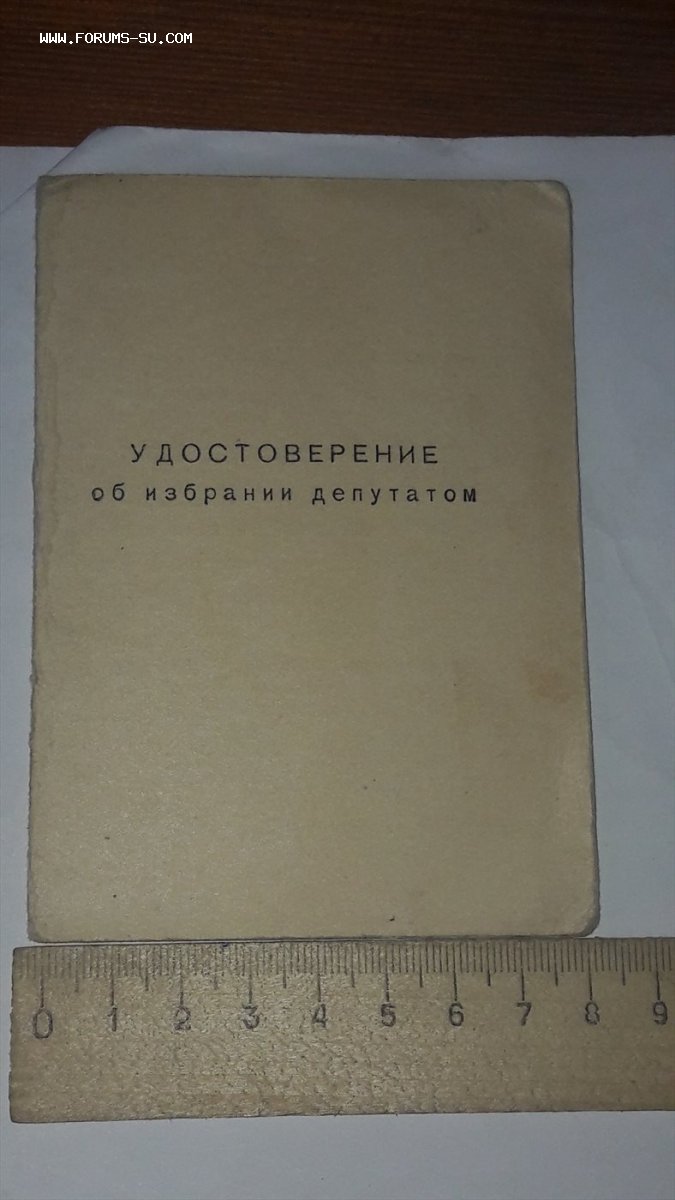 WWW.FORUMS-SU.COM
УДОСТОВЕРЕНИЕ
об избрании депутатом
0 1 2 3 4 5 6 7 8 9